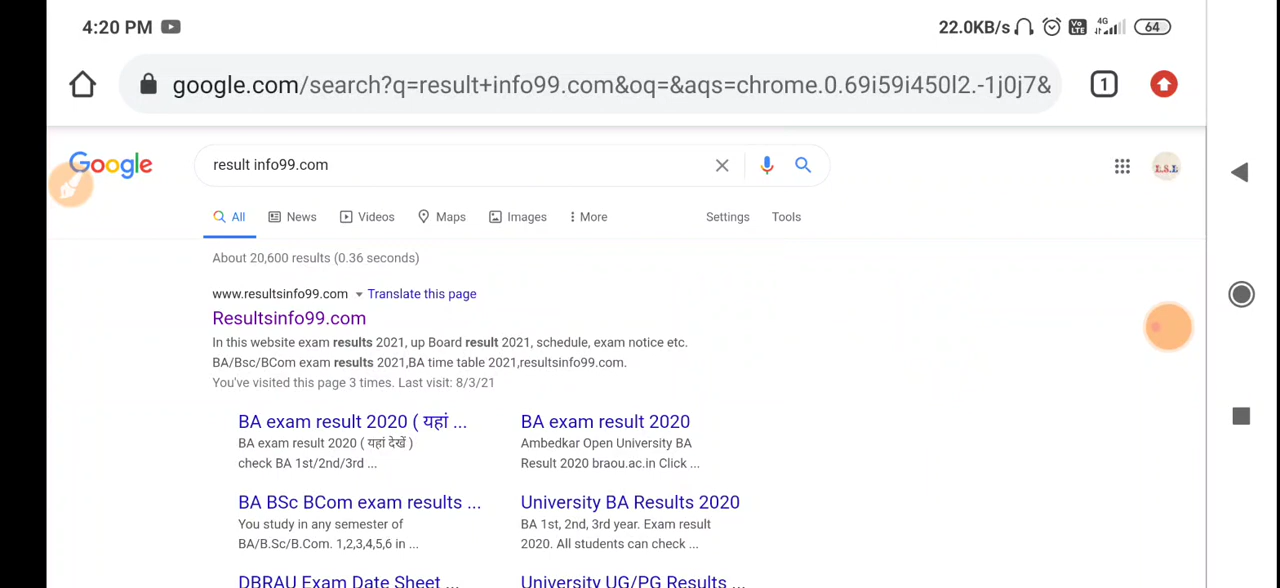 4:20 PM 22.0KB/s Vo LTE 4G 64
google.com/search?q=result+info99.com&oq=&aqs=chrome.0.69i59i450l2.-1j0j7& 1
Google result info99.com
All News Videos Maps Images More Settings Tools
About 20,600 results (0.36 seconds)
www.resultsinfo99.com Translate this page
Resultsinfo99.com
In this website exam results 2021, up Board result 2021, schedule, exam notice etc.
BA/Bsc/BCom exam results 2021,BA time table 2021,resultsinfo99.com.
You've visited this page 3 times. Last visit: 8/3/21
BA exam result 2020 ( यहां ...
BA exam result 2020 ( यहां देखें )
check BA 1st/2nd/3rd ...
BA exam result 2020
Ambedkar Open University BA
Result 2020 braou.ac.in Click ...
BA BSc BCom exam results ...
You study in any semester of
BA/B.Sc/B.Com. 1,2,3,4,5,6 in ...
University BA Results 2020
BA 1st, 2nd, 3rd year. Exam result
2020. All students can check ...
DBRAU Exam Date Sheet ...
University UG/PG Results ...